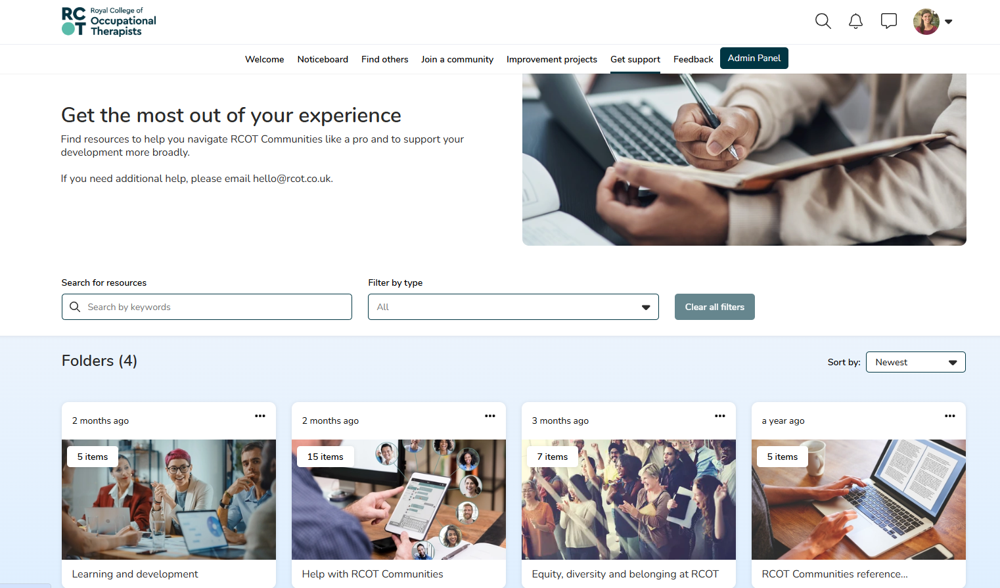 RC
OT
Royal College of
Occupational
Therapists
Welcome Noticeboard Find others Join a community Improvement projects Get support Feedback Admin Panel
Get the most out of your experience
Find resources to help you navigate RCOT Communities like a pro and to support your
development more broadly.
If you need additional help, please email hello@rcot.co.uk.
Search for resources
Filter by type
Search by keywords
All
Clear all filters
Folders (4)
Sort by: Newest
2 months ago
5 items
Learning and development
2 months ago
15 items
Help with RCOT Communities
3 months ago
7 items
Equity, diversity and belonging at RCOT
a year ago
5 items
RCOT Communities reference...